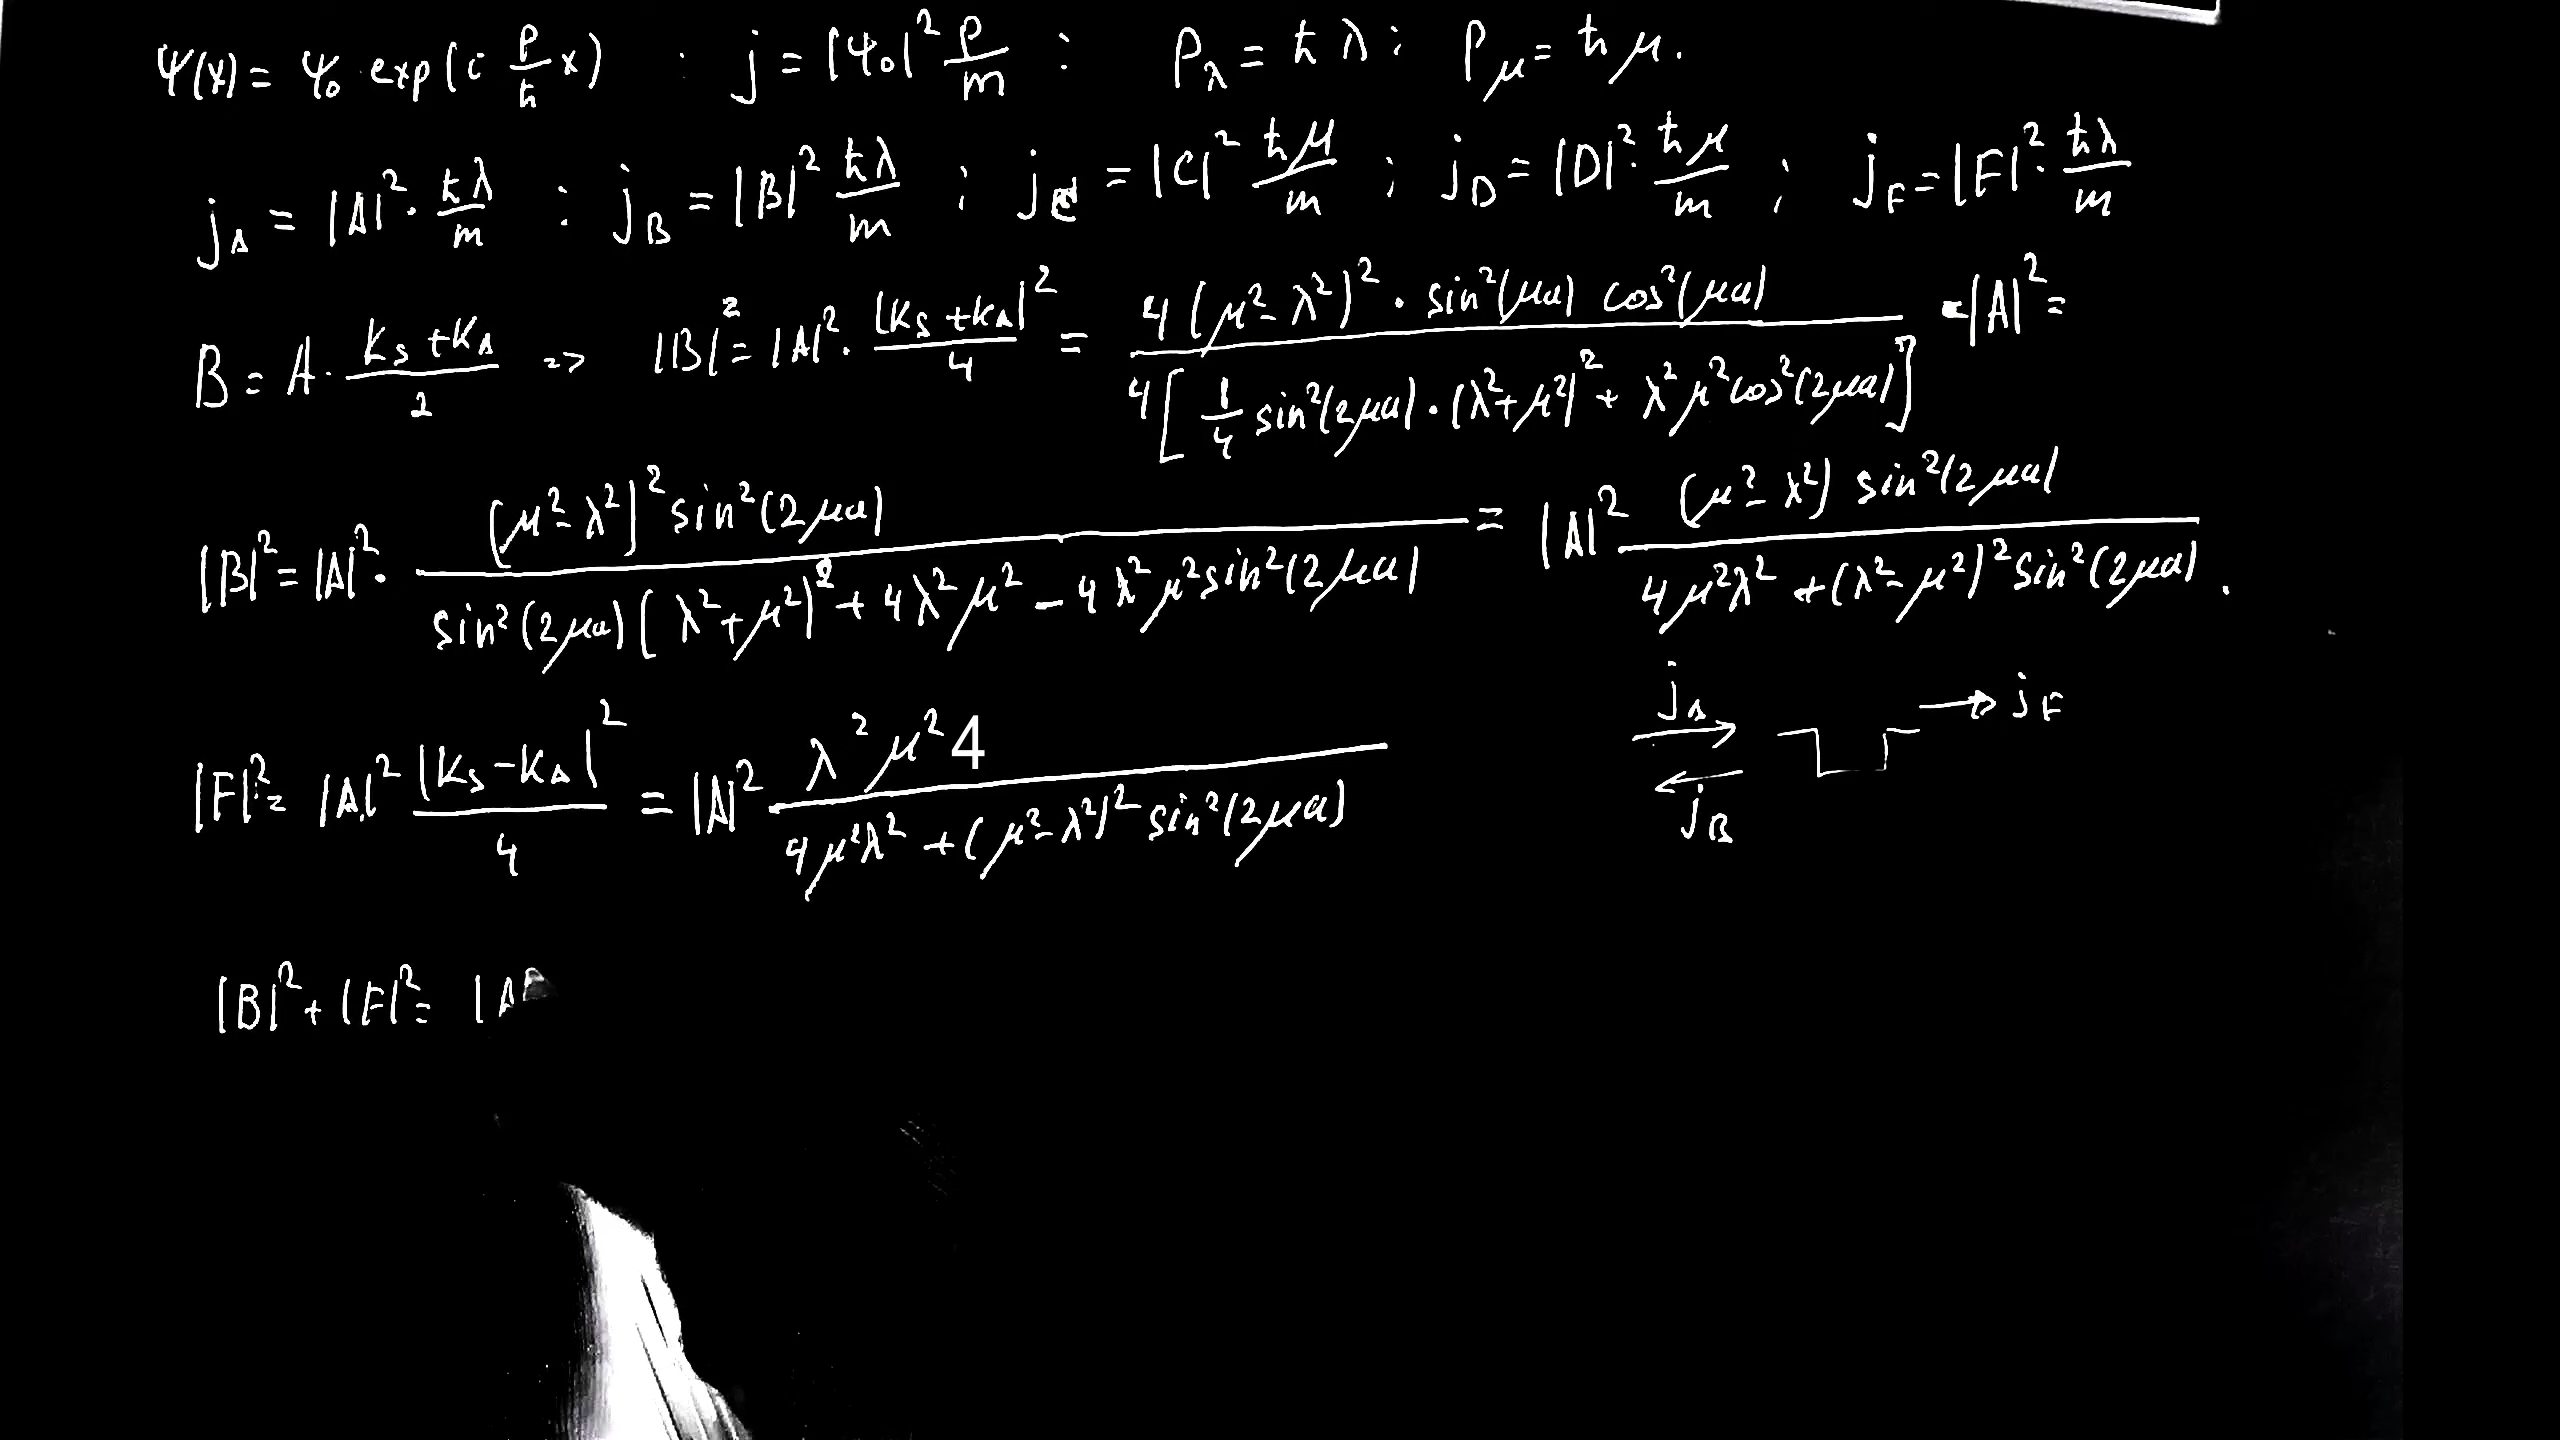 Ψ(x) = Ψ₀ exp(i p/ħ x) ; j = |Ψ₀|² p/m ; P_λ = ħλ ; P_μ = ħμ.
j_A = |A|² · ħλ/m ; j_B = |B|² ħλ/m ; j_C = |C|² ħμ/m ; j_D = |D|² · ħμ/m ; j_F = |F|² · ħλ/m
B = A · (K_S + K_A)/2 => |B|² = |A|² · |K_S + K_A|²/4 = 4(μ² - λ²)² · sin²(μa) cos²(μa) / 4[1/4 sin²(2μa) · (λ² + μ²)² + λ²μ² cos²(2μa)] · |A|² =
|B|² = |A|² · (μ² - λ²)² sin²(2μa) / sin²(2μa)[λ² + μ²)² + 4λ²μ² - 4λ²μ² sin²(2μa) = |A|² (μ² - λ²) sin²(2μa) / 4μ²λ² + (λ² - μ²)² sin²(2μa).
|F|² = |A|² |K_S - K_A|²/4 = |A|² λ²μ²4 / 4μ²λ² + (μ² - λ²)² sin²(2μa)
j_A
j_F
j_B
|B|² + |F|² = |A